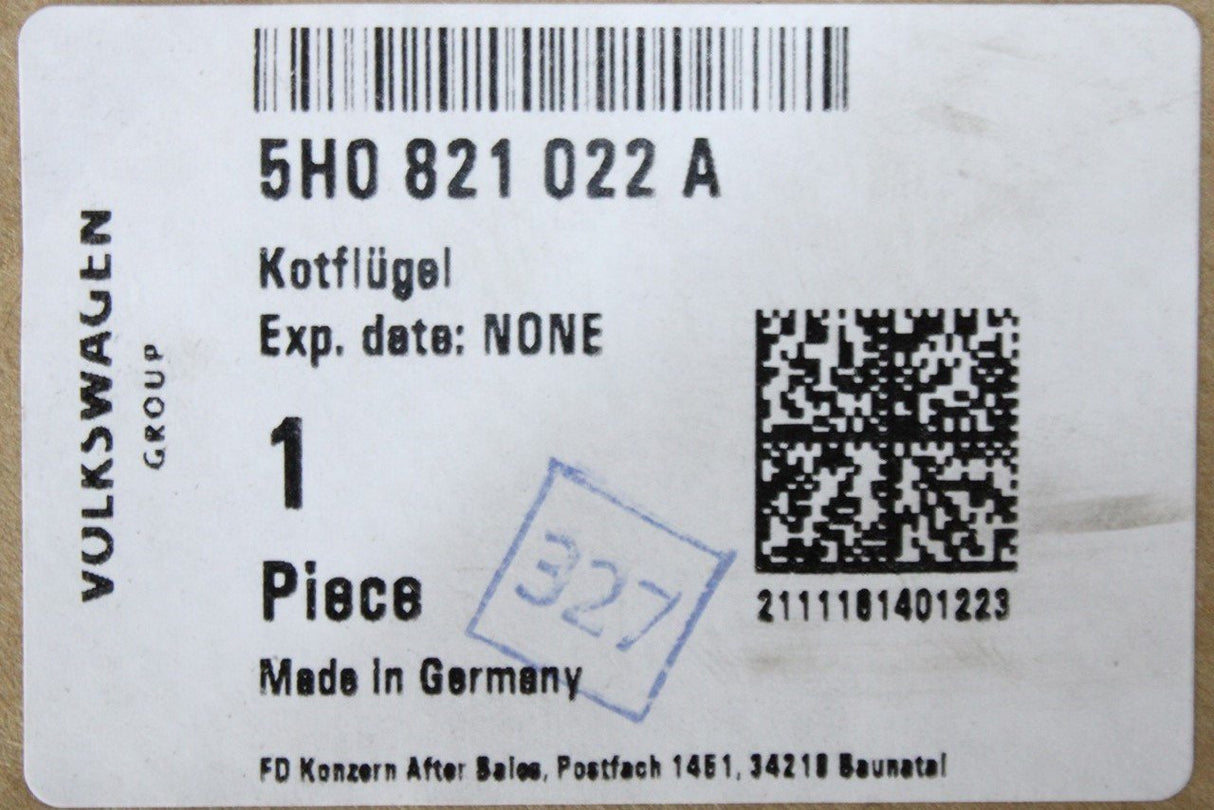 5H0 821 022 A
Kotflügel
Exp. date: NONE
1
Piece
Made in Germany
FD Konzern After Sales, Postfach 1451, 34218 Baunatal
VOLKSWAGEN
GROUP
327
2111181401223